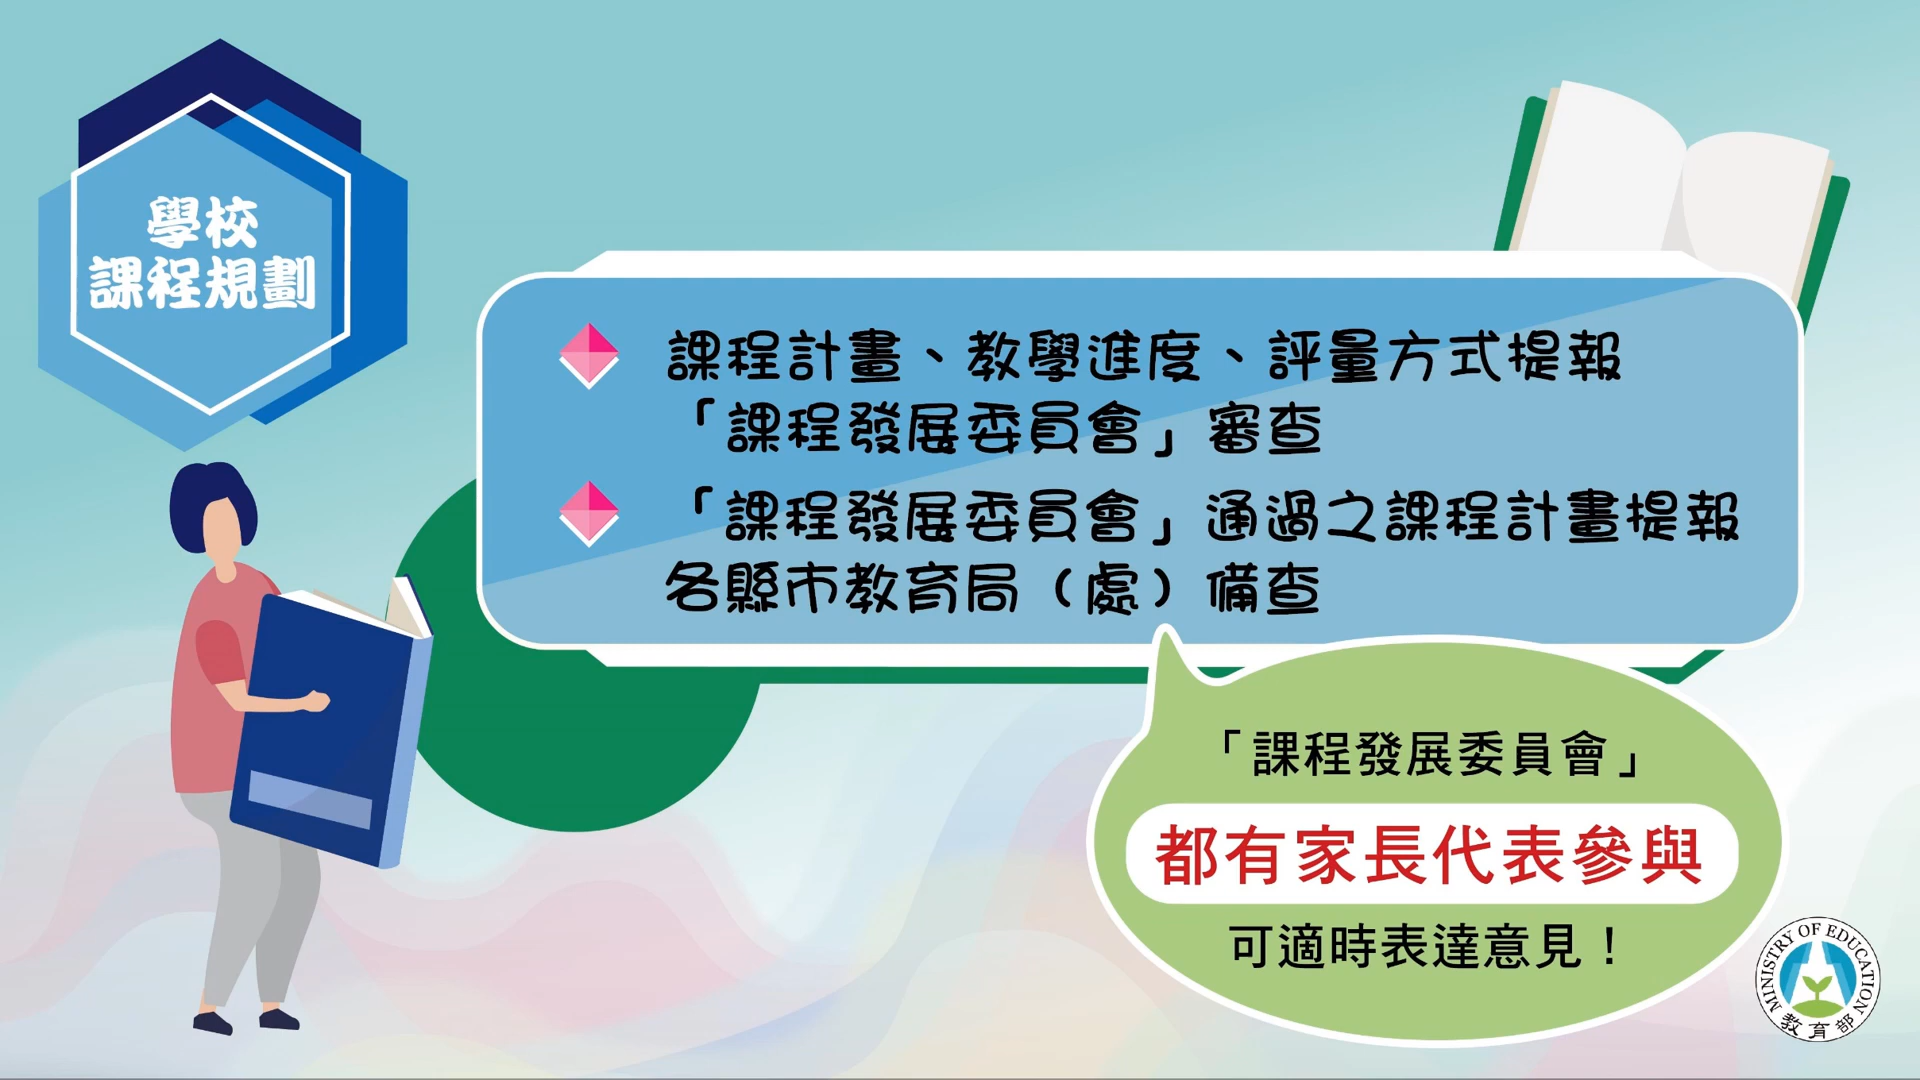 學校
課程規劃
課程計畫、教學進度、評量方式提報
「課程發展委員會」審查
「課程發展委員會」通過之課程計畫提報
各縣市教育局（處）備查
「課程發展委員會」
都有家長代表參與
可適時表達意見！
MINISTRY OF EDUCATION
教育部